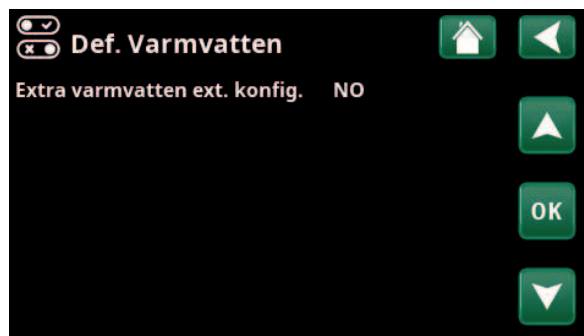 Def. Varmvatten
Extra varmvatten ext. konfig. NO
OK